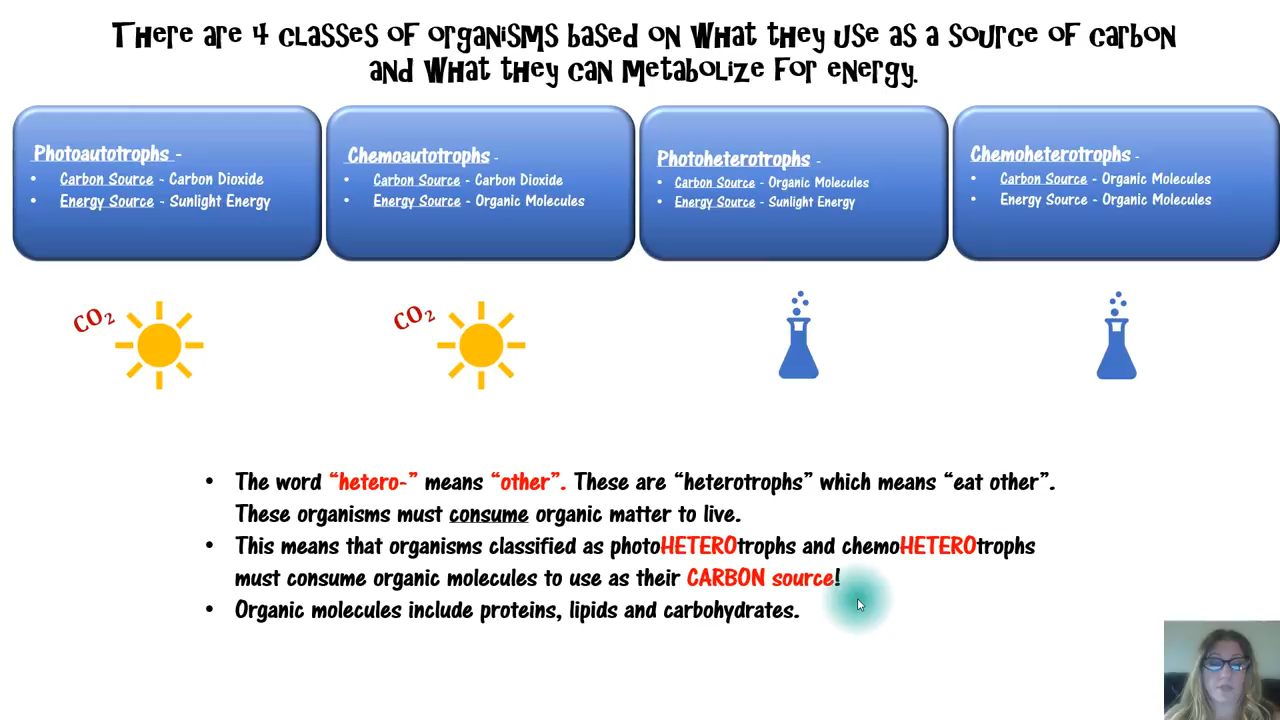 There are 4 classes of organisms based on what they use as a source of carbon
and what they can metabolize for energy.
Photoautotrophs -
• Carbon Source - Carbon Dioxide
• Energy Source - Sunlight Energy
Chemoautotrophs -
• Carbon Source - Carbon Dioxide
• Energy Source - Organic Molecules
Photoheterotrophs -
• Carbon Source - Organic Molecules
• Energy Source - Sunlight Energy
Chemoheterotrophs -
• Carbon Source - Organic Molecules
• Energy Source - Organic Molecules
CO₂
CO₂
• The word “hetero-” means “other”. These are “heterotrophs” which means “eat other”.
These organisms must consume organic matter to live.
• This means that organisms classified as photoHETEROtrophs and chemoHETEROtrophs
must consume organic molecules to use as their CARBON source!
• Organic molecules include proteins, lipids and carbohydrates.